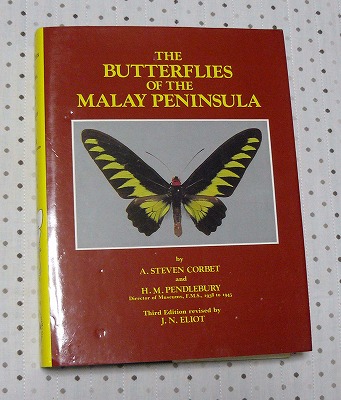 THE
BUTTERFLIES
OF THE
MALAY PENINSULA
by
A. STEVEN CORBET
and
H. M. PENDLEBURY
Director of Museums, F.M.S., 1938 to 1945
Third Edition revised by
J. N. ELIOT